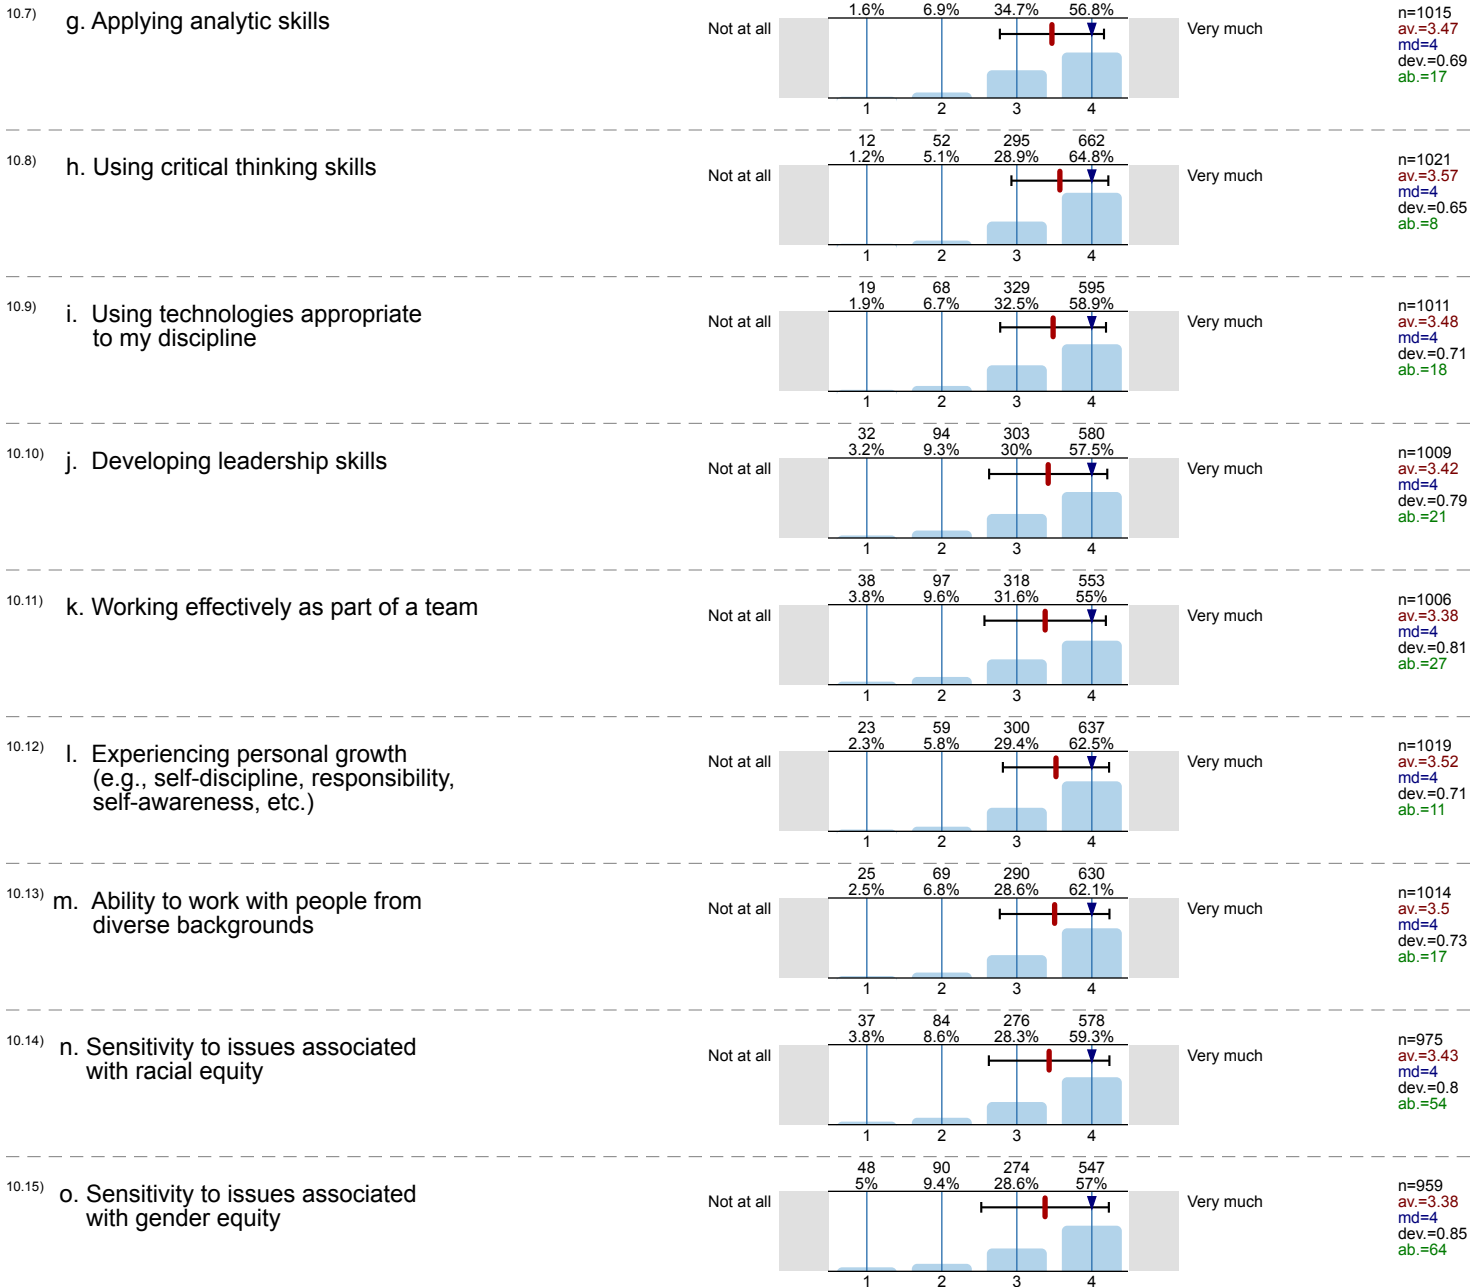 10.7) g. Applying analytic skills
1.6% 6.9% 34.7% 56.8%
Not at all Very much
1 2 3 4
n=1015
av.=3.47
md=4
dev.=0.69
ab.=17
10.8) h. Using critical thinking skills
12 52 295 662
1.2% 5.1% 28.9% 64.8%
Not at all Very much
1 2 3 4
n=1021
av.=3.57
md=4
dev.=0.65
ab.=8
10.9) i. Using technologies appropriate
to my discipline
19 68 329 595
1.9% 6.7% 32.5% 58.9%
Not at all Very much
1 2 3 4
n=1011
av.=3.48
md=4
dev.=0.71
ab.=18
10.10) j. Developing leadership skills
32 94 303 580
3.2% 9.3% 30% 57.5%
Not at all Very much
1 2 3 4
n=1009
av.=3.42
md=4
dev.=0.79
ab.=21
10.11) k. Working effectively as part of a team
38 97 318 553
3.8% 9.6% 31.6% 55%
Not at all Very much
1 2 3 4
n=1006
av.=3.38
md=4
dev.=0.81
ab.=27
10.12) l. Experiencing personal growth
(e.g., self-discipline, responsibility,
self-awareness, etc.)
23 59 300 637
2.3% 5.8% 29.4% 62.5%
Not at all Very much
1 2 3 4
n=1019
av.=3.52
md=4
dev.=0.71
ab.=11
10.13) m. Ability to work with people from
diverse backgrounds
25 69 290 630
2.5% 6.8% 28.6% 62.1%
Not at all Very much
1 2 3 4
n=1014
av.=3.5
md=4
dev.=0.73
ab.=17
10.14) n. Sensitivity to issues associated
with racial equity
37 84 276 578
3.8% 8.6% 28.3% 59.3%
Not at all Very much
1 2 3 4
n=975
av.=3.43
md=4
dev.=0.8
ab.=54
10.15) o. Sensitivity to issues associated
with gender equity
48 90 274 547
5% 9.4% 28.6% 57%
Not at all Very much
1 2 3 4
n=959
av.=3.38
md=4
dev.=0.85
ab.=64